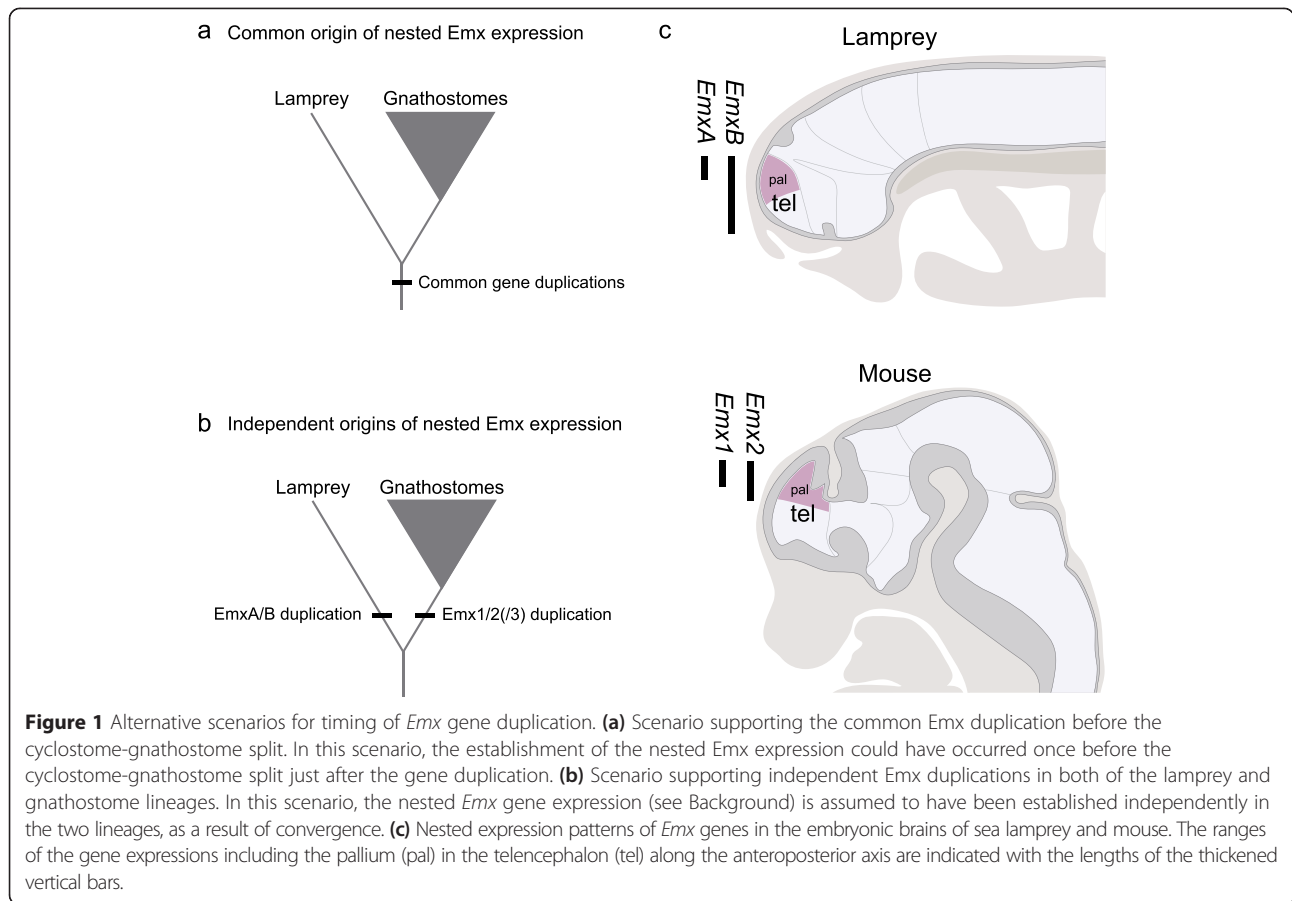 a Common origin of nested Emx expression
Lamprey Gnathostomes
Common gene duplications
b Independent origins of nested Emx expression
Lamprey Gnathostomes
EmxA/B duplication Emx1/2(/3) duplication
c
Lamprey
EmxB
EmxA
pal
tel
Mouse
Emx2
Emx1
pal
tel
Figure 1 Alternative scenarios for timing of Emx gene duplication. (a) Scenario supporting the common Emx duplication before the
cyclostome-gnathostome split. In this scenario, the establishment of the nested Emx expression could have occurred once before the
cyclostome-gnathostome split just after the gene duplication. (b) Scenario supporting independent Emx duplications in both of the lamprey and
gnathostome lineages. In this scenario, the nested Emx gene expression (see Background) is assumed to have been established independently in
the two lineages, as a result of convergence. (c) Nested expression patterns of Emx genes in the embryonic brains of sea lamprey and mouse. The ranges
of the gene expressions including the pallium (pal) in the telencephalon (tel) along the anteroposterior axis are indicated with the lengths of the thickened
vertical bars.